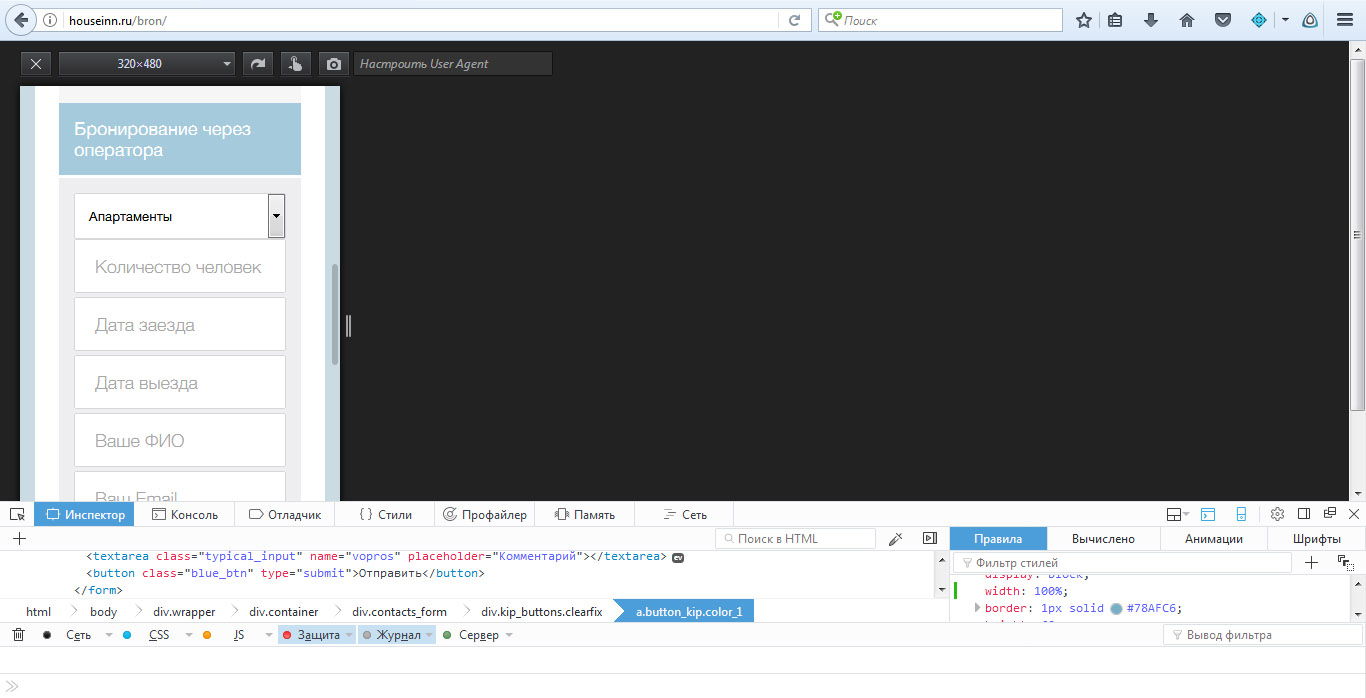 houseinn.ru/bron/
Поиск
320×480
Настроить User Agent
Бронирование через
оператора
Апартаменты
Количество человек
Дата заезда
Дата выезда
Ваше ФИО
Ваш Email
Инспектор Консоль Отладчик { } Стили Профайлер Память Сеть
Поиск в HTML
Правила Вычислено Анимации Шрифты
Фильтр стилей
<textarea class="typical_input" name="vopros" placeholder="Комментарий"></textarea> ev
<button class="blue_btn" type="submit">Отправить</button>
</form>
display: block;
width: 100%;
border: 1px solid #78AFC6;
html body div.wrapper div.container div.contacts_form div.kip_buttons.clearfix a.button_kip.color_1
Сеть CSS JS Защита Журнал Сервер
Вывод фильтра